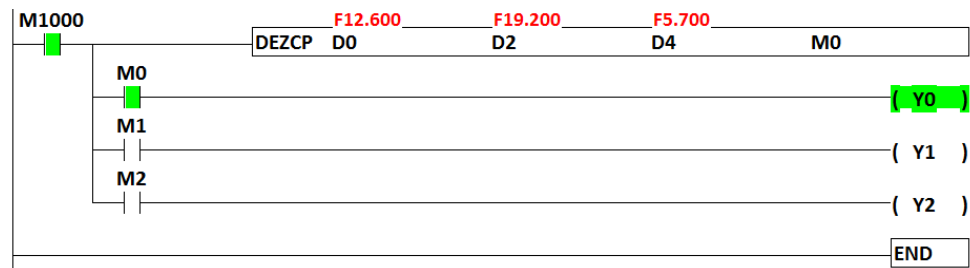 M1000 F12.600 F19.200 F5.700
DEZCP D0 D2 D4 M0
M0
( Y0 )
M1
( Y1 )
M2
( Y2 )
END